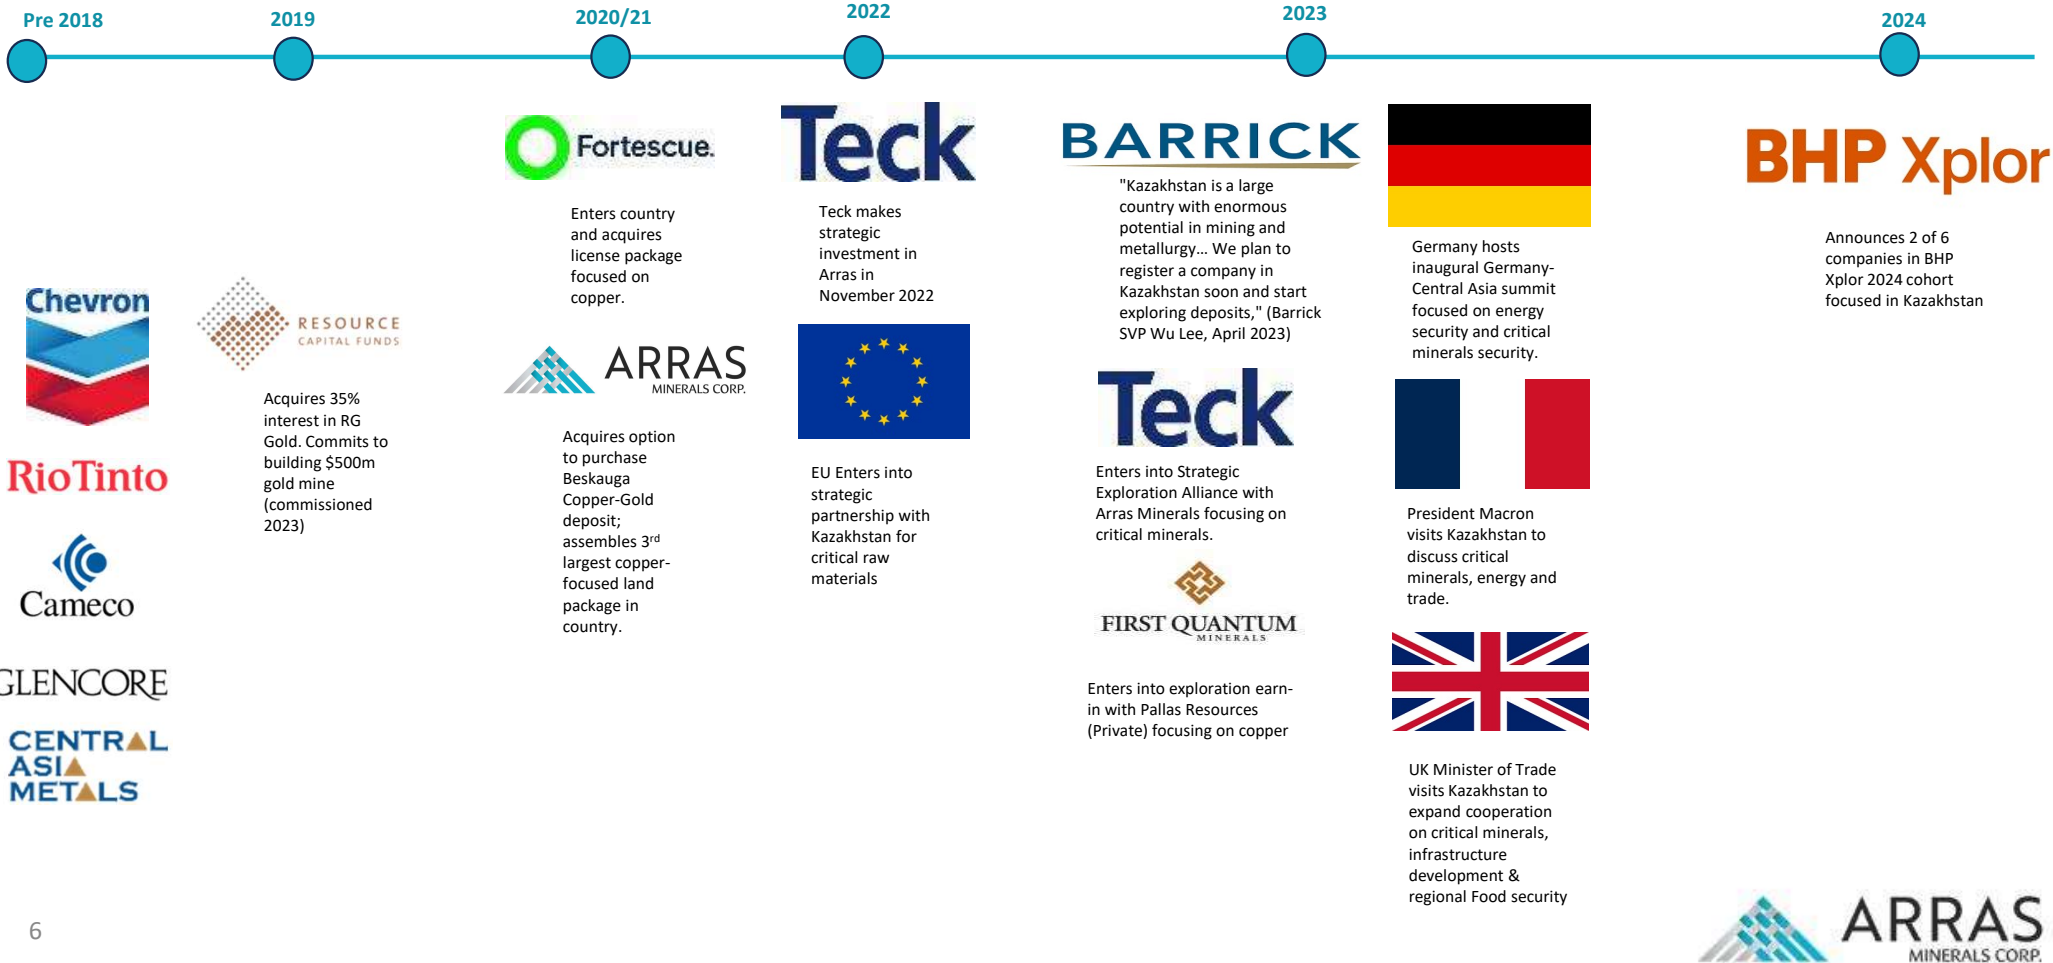 Pre 2018
2019
2020/21
2022
2023
2024
Chevron
RioTinto
Cameco
GLENCORE
CENTRAL
ASIA
METALS
RESOURCE
CAPITAL FUNDS
Acquires 35%
interest in RG
Gold. Commits to
building $500m
gold mine
(commissioned
2023)
Fortescue.
Enters country
and acquires
license package
focused on
copper.
ARRAS
MINERALS CORP.
Acquires option
to purchase
Beskauga
Copper-Gold
deposit;
assembles 3rd
largest copper-
focused land
package in
country.
Teck
Teck makes
strategic
investment in
Arras in
November 2022
EU Enters into
strategic
partnership with
Kazakhstan for
critical raw
materials
BARRICK
"Kazakhstan is a large
country with enormous
potential in mining and
metallurgy… We plan to
register a company in
Kazakhstan soon and start
exploring deposits," (Barrick
SVP Wu Lee, April 2023)
Teck
Enters into Strategic
Exploration Alliance with
Arras Minerals focusing on
critical minerals.
FIRST QUANTUM
MINERALS
Enters into exploration earn-
in with Pallas Resources
(Private) focusing on copper
Germany hosts
inaugural Germany-
Central Asia summit
focused on energy
security and critical
minerals security.
President Macron
visits Kazakhstan to
discuss critical
minerals, energy and
trade.
UK Minister of Trade
visits Kazakhstan to
expand cooperation
on critical minerals,
infrastructure
development &
regional Food security
BHP Xplor
Announces 2 of 6
companies in BHP
Xplor 2024 cohort
focused in Kazakhstan
6
ARRAS
MINERALS CORP.